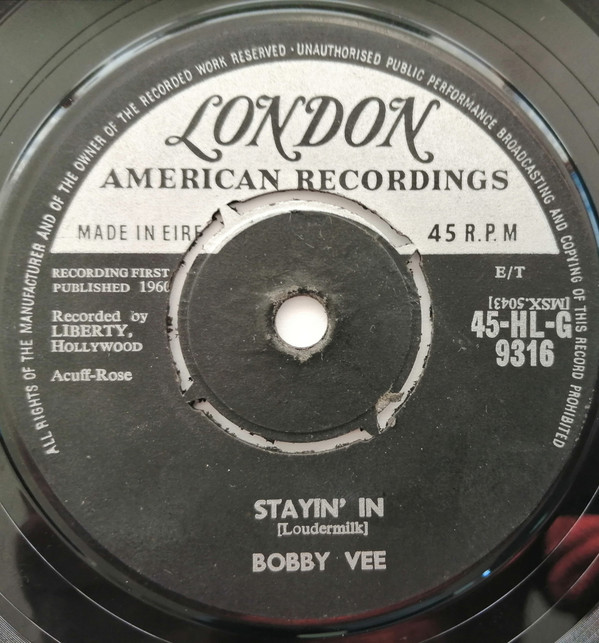 ALL RIGHTS OF THE MANUFACTURER AND OF THE OWNER OF THE RECORDED WORK RESERVED · UNAUTHORISED PUBLIC PERFORMANCE BROADCASTING AND COPYING OF THIS RECORD PROHIBITED
LONDON
AMERICAN RECORDINGS
MADE IN EIRE
45 R.P.M
RECORDING FIRST
PUBLISHED 1960
E/T
[MSX.5043]
Recorded by
LIBERTY,
HOLLYWOOD
45-HL-G
9316
Acuff-Rose
STAYIN' IN
[Loudermilk]
BOBBY VEE